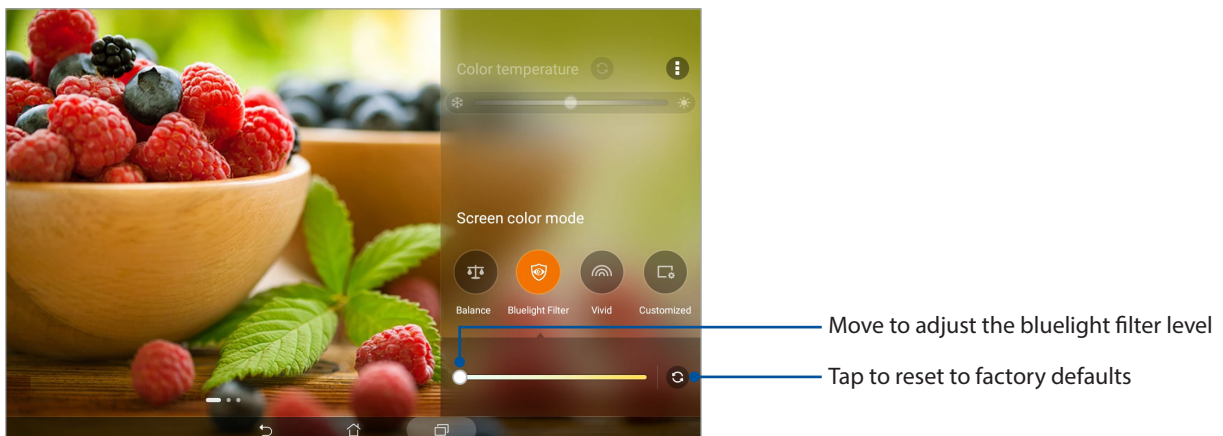 Color temperature
Screen color mode
Balance
Bluelight Filter
Vivid
Customized
Move to adjust the bluelight filter level
Tap to reset to factory defaults